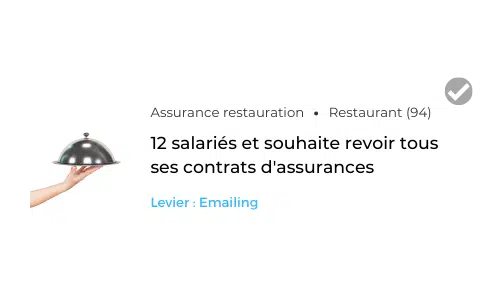 Assurance restauration • Restaurant (94)
12 salariés et souhaite revoir tous
ses contrats d'assurances
Levier : Emailing